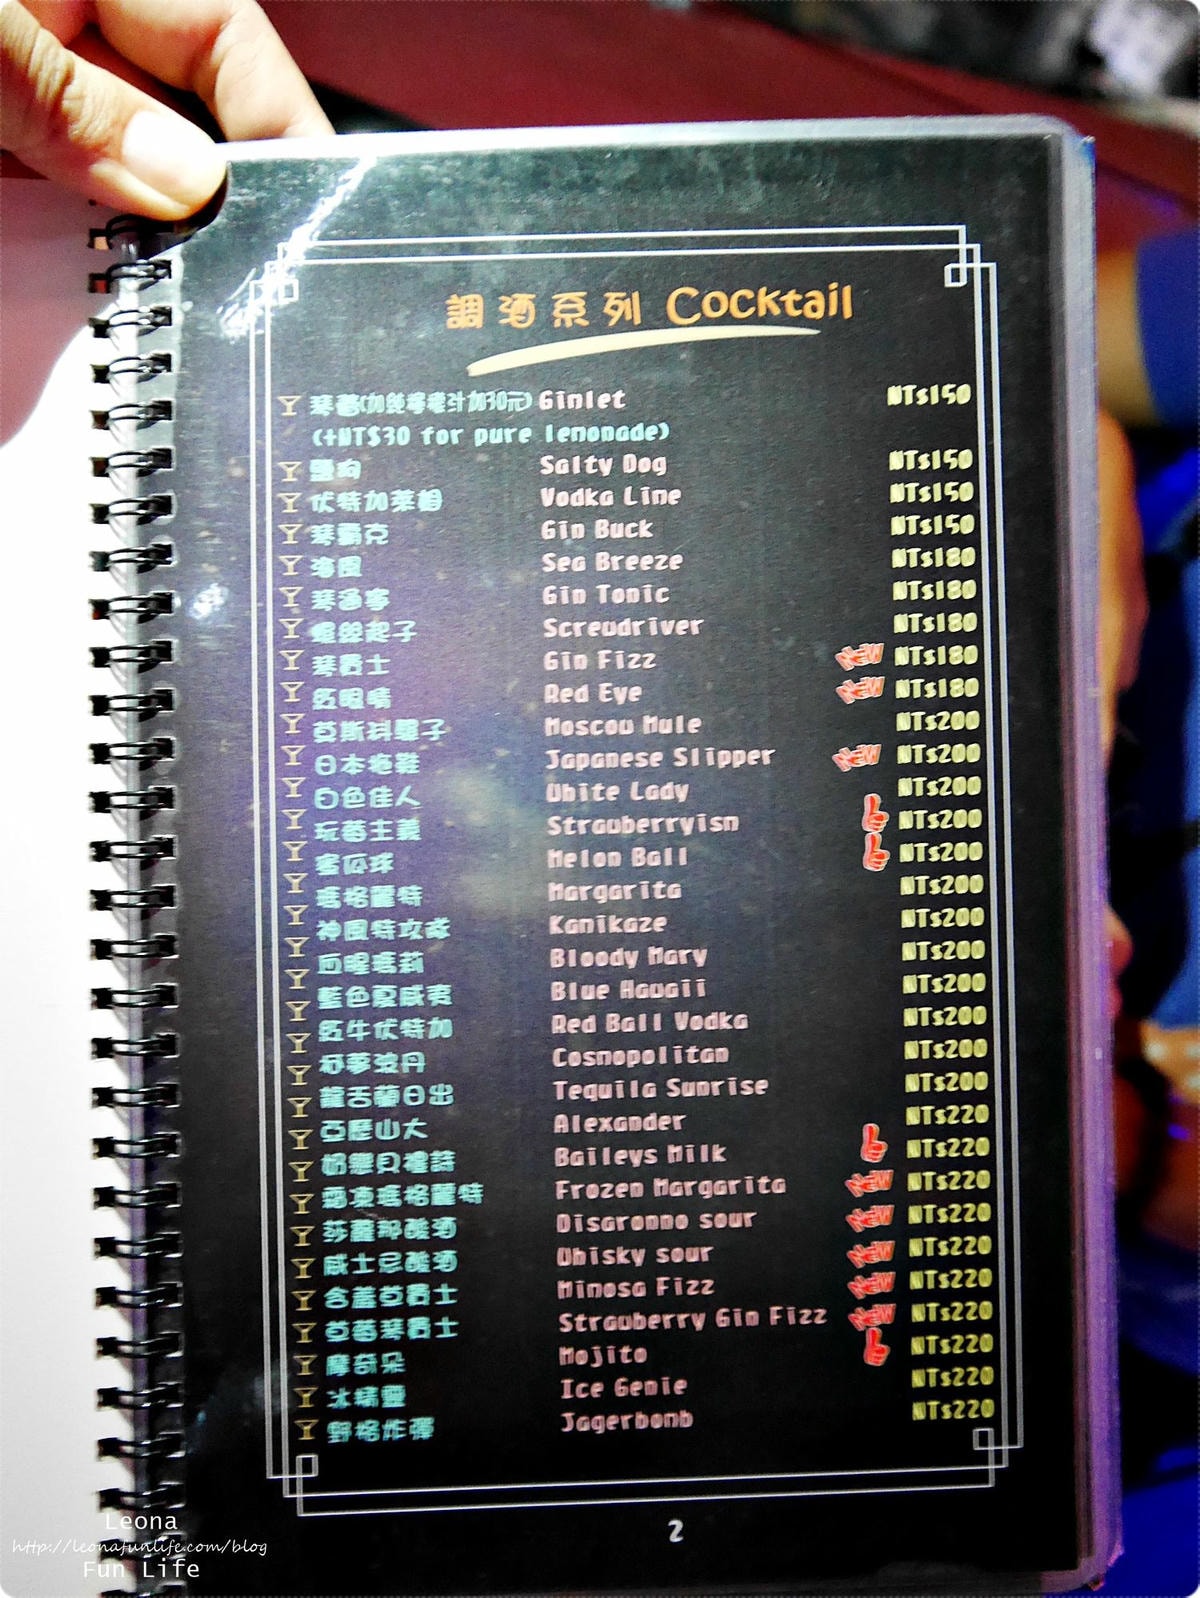 調酒系列 Cocktail
琴蕾(加純檸檬汁加30元) Gimlet NT$150
(+NT$30 for pure lemonade)
鹽狗 Salty Dog NT$150
伏特加萊姆 Vodka Lime NT$150
琴霸克 Gin Buck NT$150
海風 Sea Breeze NT$180
琴通寧 Gin Tonic NT$180
螺絲起子 Screwdriver NT$180
琴費士 Gin Fizz NEW NT$180
紅眼睛 Red Eye NEW NT$180
莫斯科騾子 Moscow Mule NT$200
日本拖鞋 Japanese Slipper NEW NT$200
白色佳人 White Lady NT$200
玩莓主義 Strawberryism NT$200
蜜瓜球 Melon Ball NT$200
瑪格麗特 Margarita NT$200
神風特攻隊 Kamikaze NT$200
血腥瑪莉 Bloody Mary NT$200
藍色夏威夷 Blue Hawaii NT$200
紅牛伏特加 Red Ball Vodka NT$200
柯夢波丹 Cosmopolitan NT$200
龍舌蘭日出 Tequila Sunrise NT$200
亞歷山大 Alexander NT$220
奶樂貝禮詩 Baileys Milk NT$220
霜凍瑪格麗特 Frozen Margarita NEW NT$220
莎蘿那酸酒 Disaronno sour NEW NT$220
威士忌酸酒 Whisky sour NEW NT$220
含羞草費士 Mimosa Fizz NEW NT$220
草莓琴費士 Strawberry Gin Fizz NEW NT$220
摩奇朵 Mojito NT$220
冰精靈 Ice Genie NT$220
野格炸彈 Jagerbomb NT$220
2
Leona
http://leonafunlife.com/blog
Fun Life